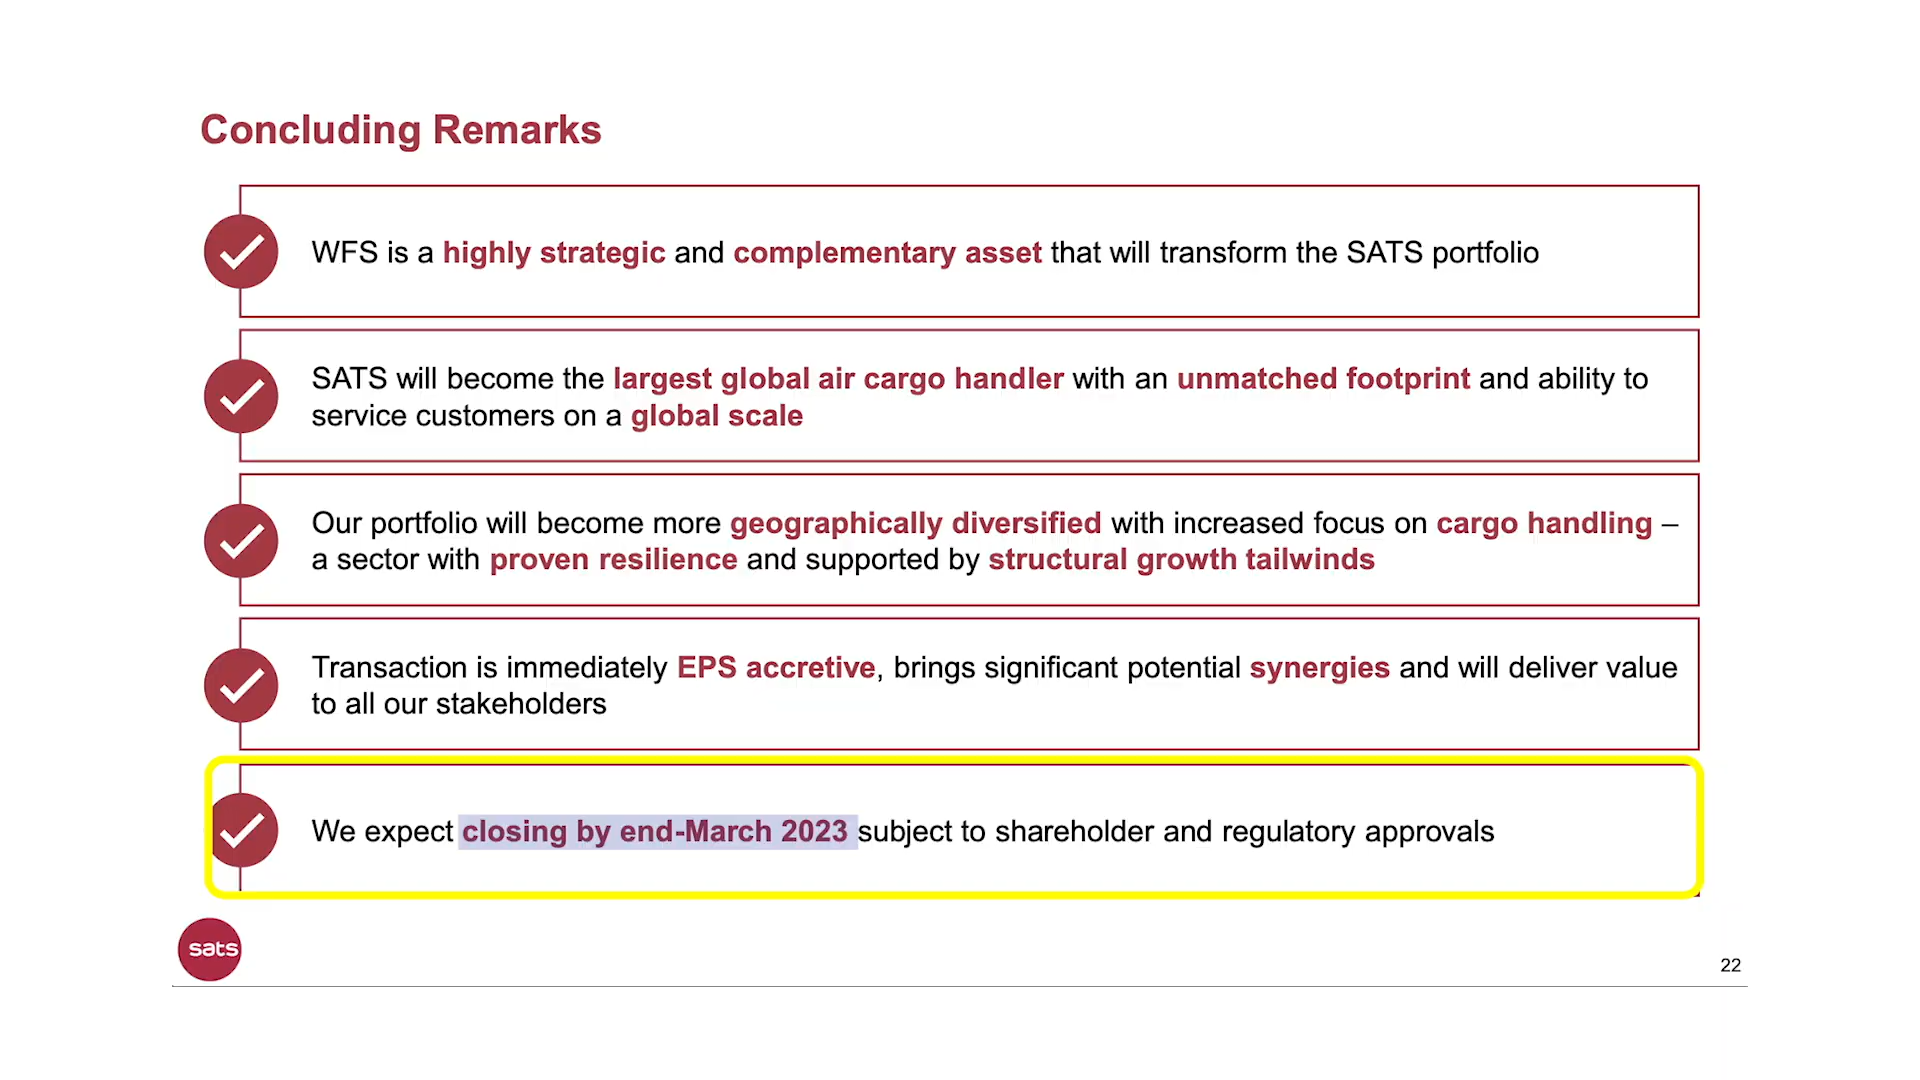 Concluding Remarks
WFS is a highly strategic and complementary asset that will transform the SATS portfolio
SATS will become the largest global air cargo handler with an unmatched footprint and ability to
service customers on a global scale
Our portfolio will become more geographically diversified with increased focus on cargo handling –
a sector with proven resilience and supported by structural growth tailwinds
Transaction is immediately EPS accretive, brings significant potential synergies and will deliver value
to all our stakeholders
We expect closing by end-March 2023 subject to shareholder and regulatory approvals
sats
22